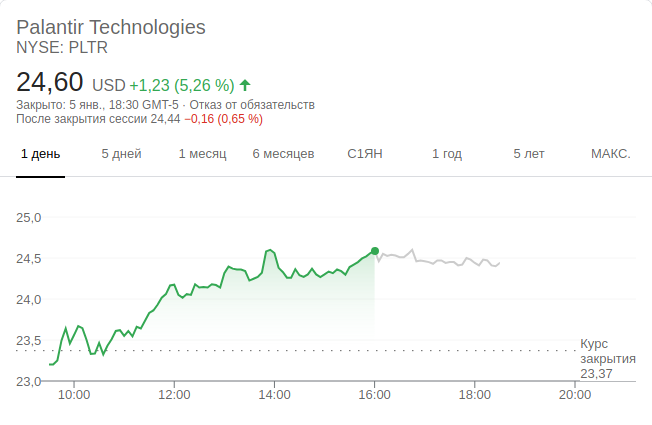 Palantir Technologies
NYSE: PLTR
24,60 USD +1,23 (5,26 %)
Закрыто: 5 янв., 18:30 GMT-5 · Отказ от обязательств
После закрытия сессии 24,44 −0,16 (0,65 %)
1 день 5 дней 1 месяц 6 месяцев С1ЯН 1 год 5 лет МАКС.
25,0
24,5
24,0
23,5
23,0
Курс
закрытия
23,37
10:00 12:00 14:00 16:00 18:00 20:00